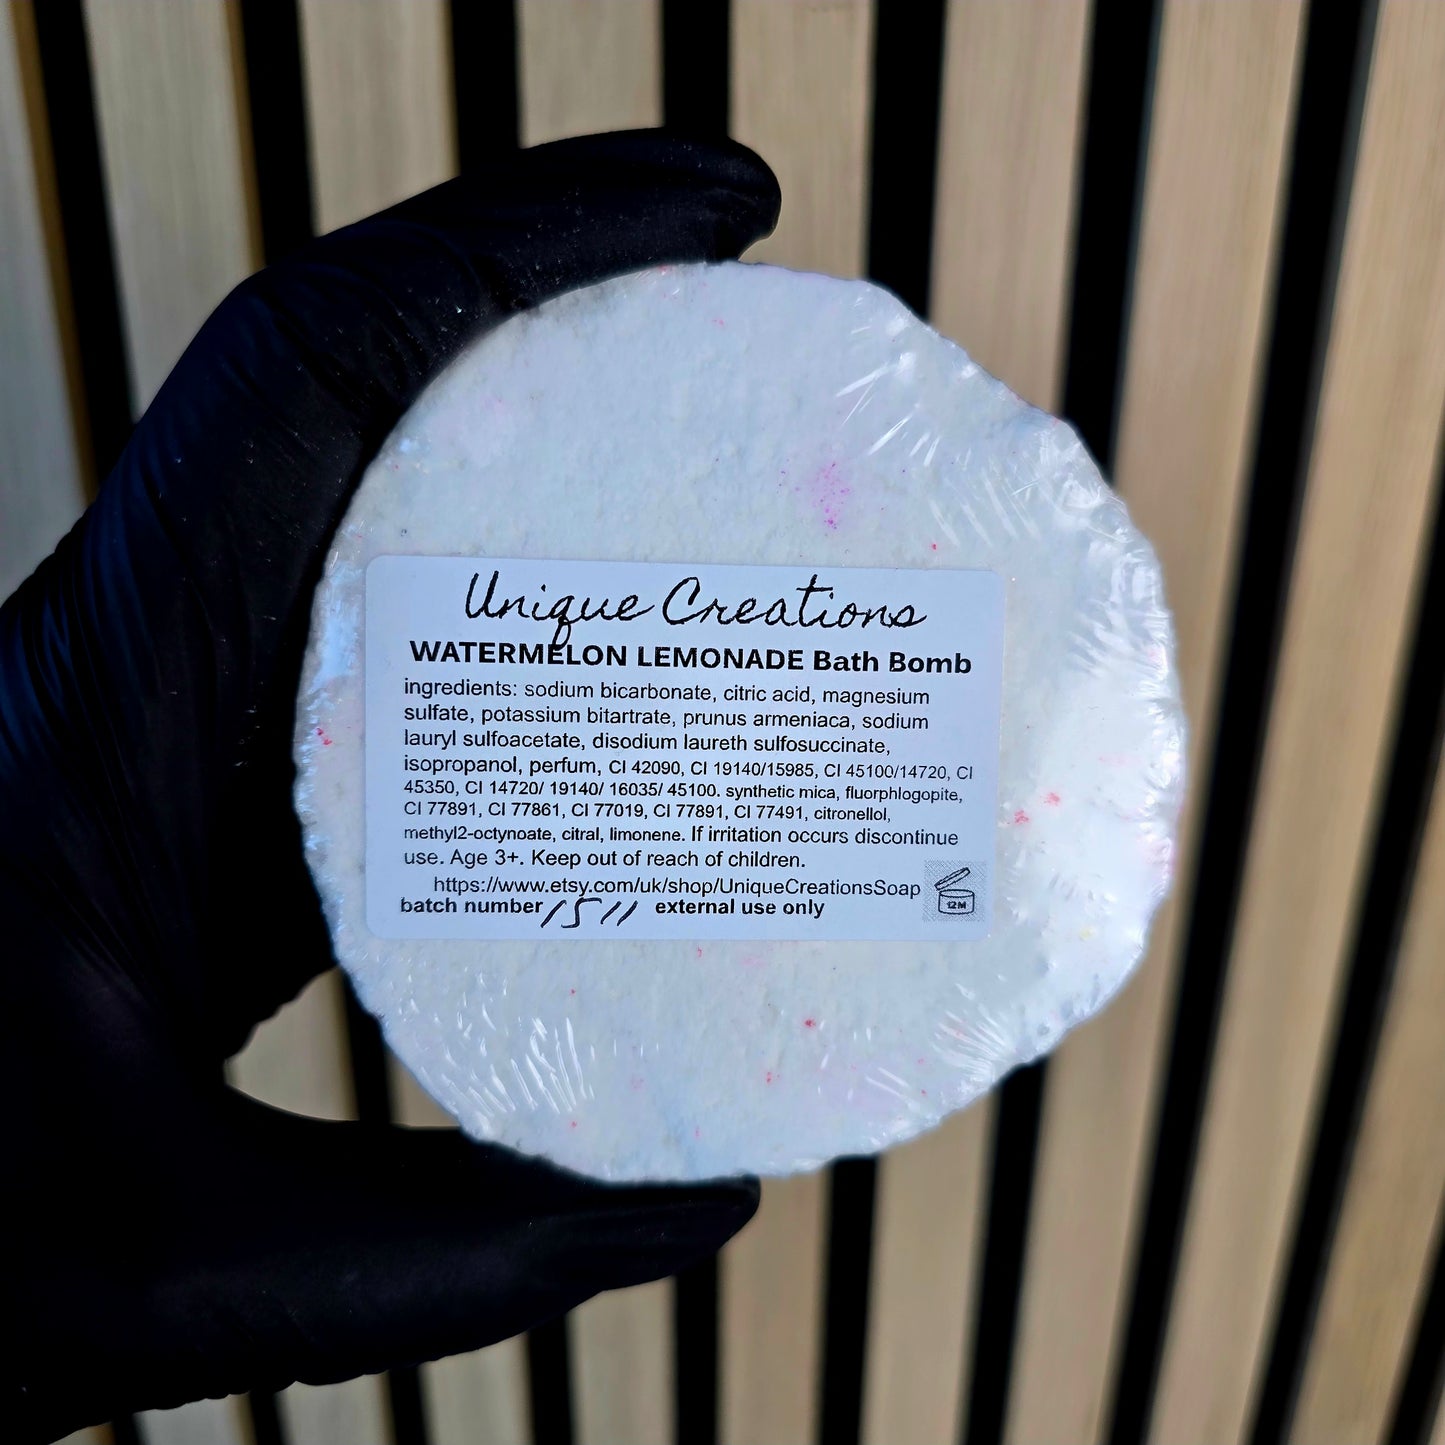 Unique Creations
WATERMELON LEMONADE Bath Bomb
ingredients: sodium bicarbonate, citric acid, magnesium
sulfate, potassium bitartrate, prunus armeniaca, sodium
lauryl sulfoacetate, disodium laureth sulfosuccinate,
isopropanol, perfum, CI 42090, CI 19140/15985, CI 45100/14720, CI
45350, CI 14720/ 19140/ 16035/ 45100. synthetic mica, fluorphlogopite,
CI 77891, CI 77861, CI 77019, CI 77891, CI 77491, citronellol,
methyl2-octynoate, citral, limonene. If irritation occurs discontinue
use. Age 3+. Keep out of reach of children.
https://www.etsy.com/uk/shop/UniqueCreationsSoap
batch number 1511 external use only
12M